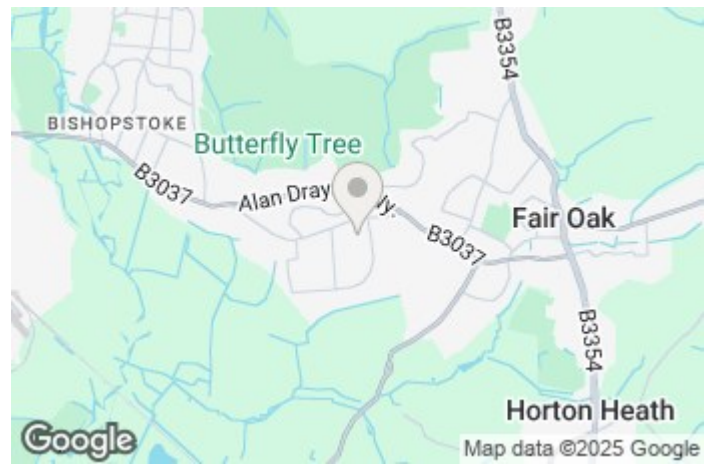 B3354
BISHOPSTOKE
Butterfly Tree
B3037
Alan Dray
y.
B3037
Fair Oak
B3354
Horton Heath
Google
Map data ©2025 Google